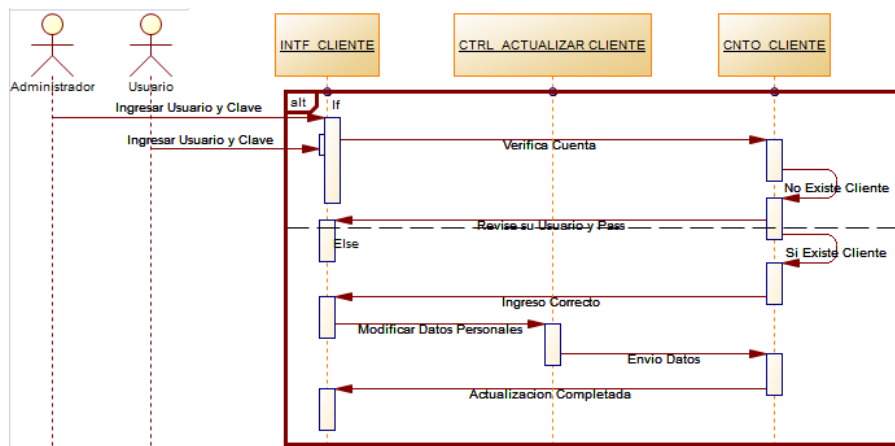 INTF_CLIENTE
CTRL_ACTUALIZAR CLIENTE
CNTO_CLIENTE
Administrador
Usuario
alt
If
Ingresar Usuario y Clave
Ingresar Usuario y Clave
Verifica Cuenta
No Existe Cliente
Revise su Usuario y Pass
Else
Si Existe Cliente
Ingreso Correcto
Modificar Datos Personales
Envio Datos
Actualizacion Completada